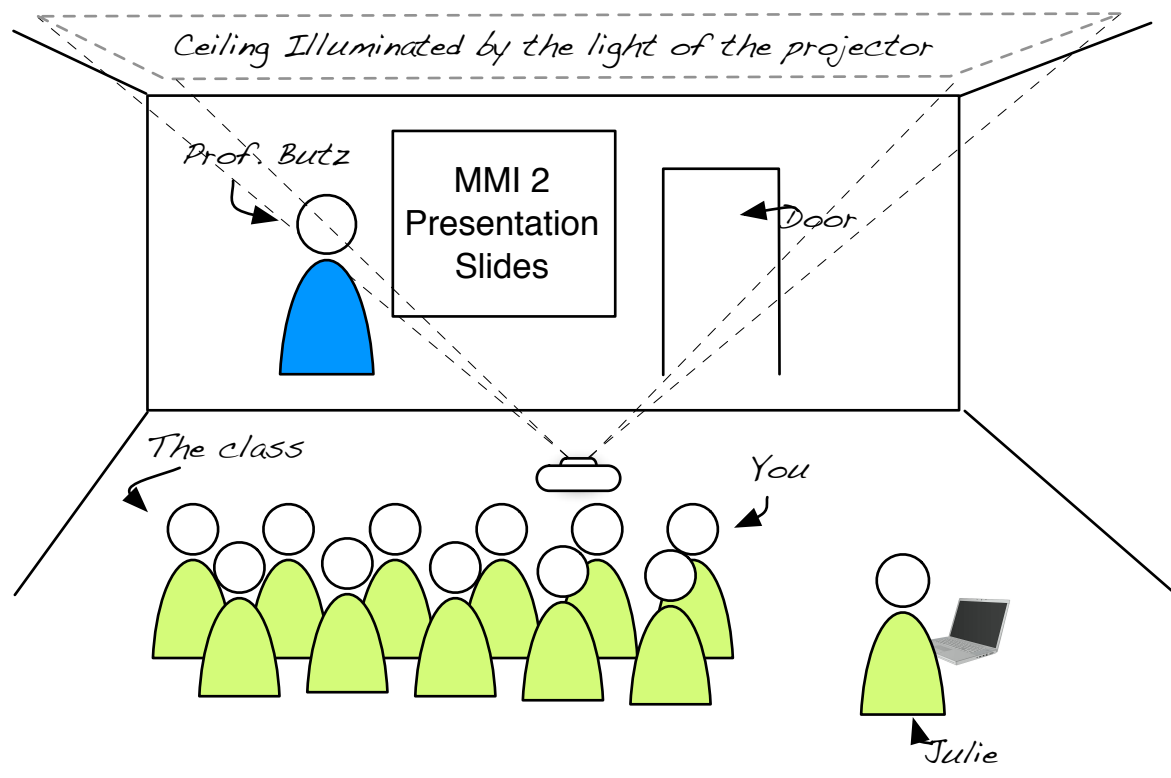 Ceiling Illuminated by the light of the projector
Prof. Butz
MMI 2
Presentation
Slides
Door
The class
You
Julie